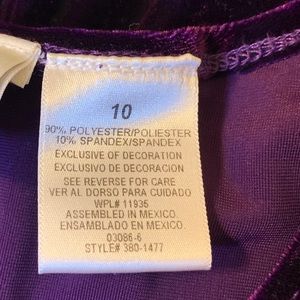 10
90% POLYESTER/POLIESTER
10% SPANDEX/SPANDEX
EXCLUSIVE OF DECORATION
EXCLUSIVO DE DECORACION
SEE REVERSE FOR CARE
VER AL DORSO PARA CUIDADO
WPL# 11935
ASSEMBLED IN MEXICO.
ENSAMBLADO EN MEXICO.
03086-6
STYLE# 380-1477